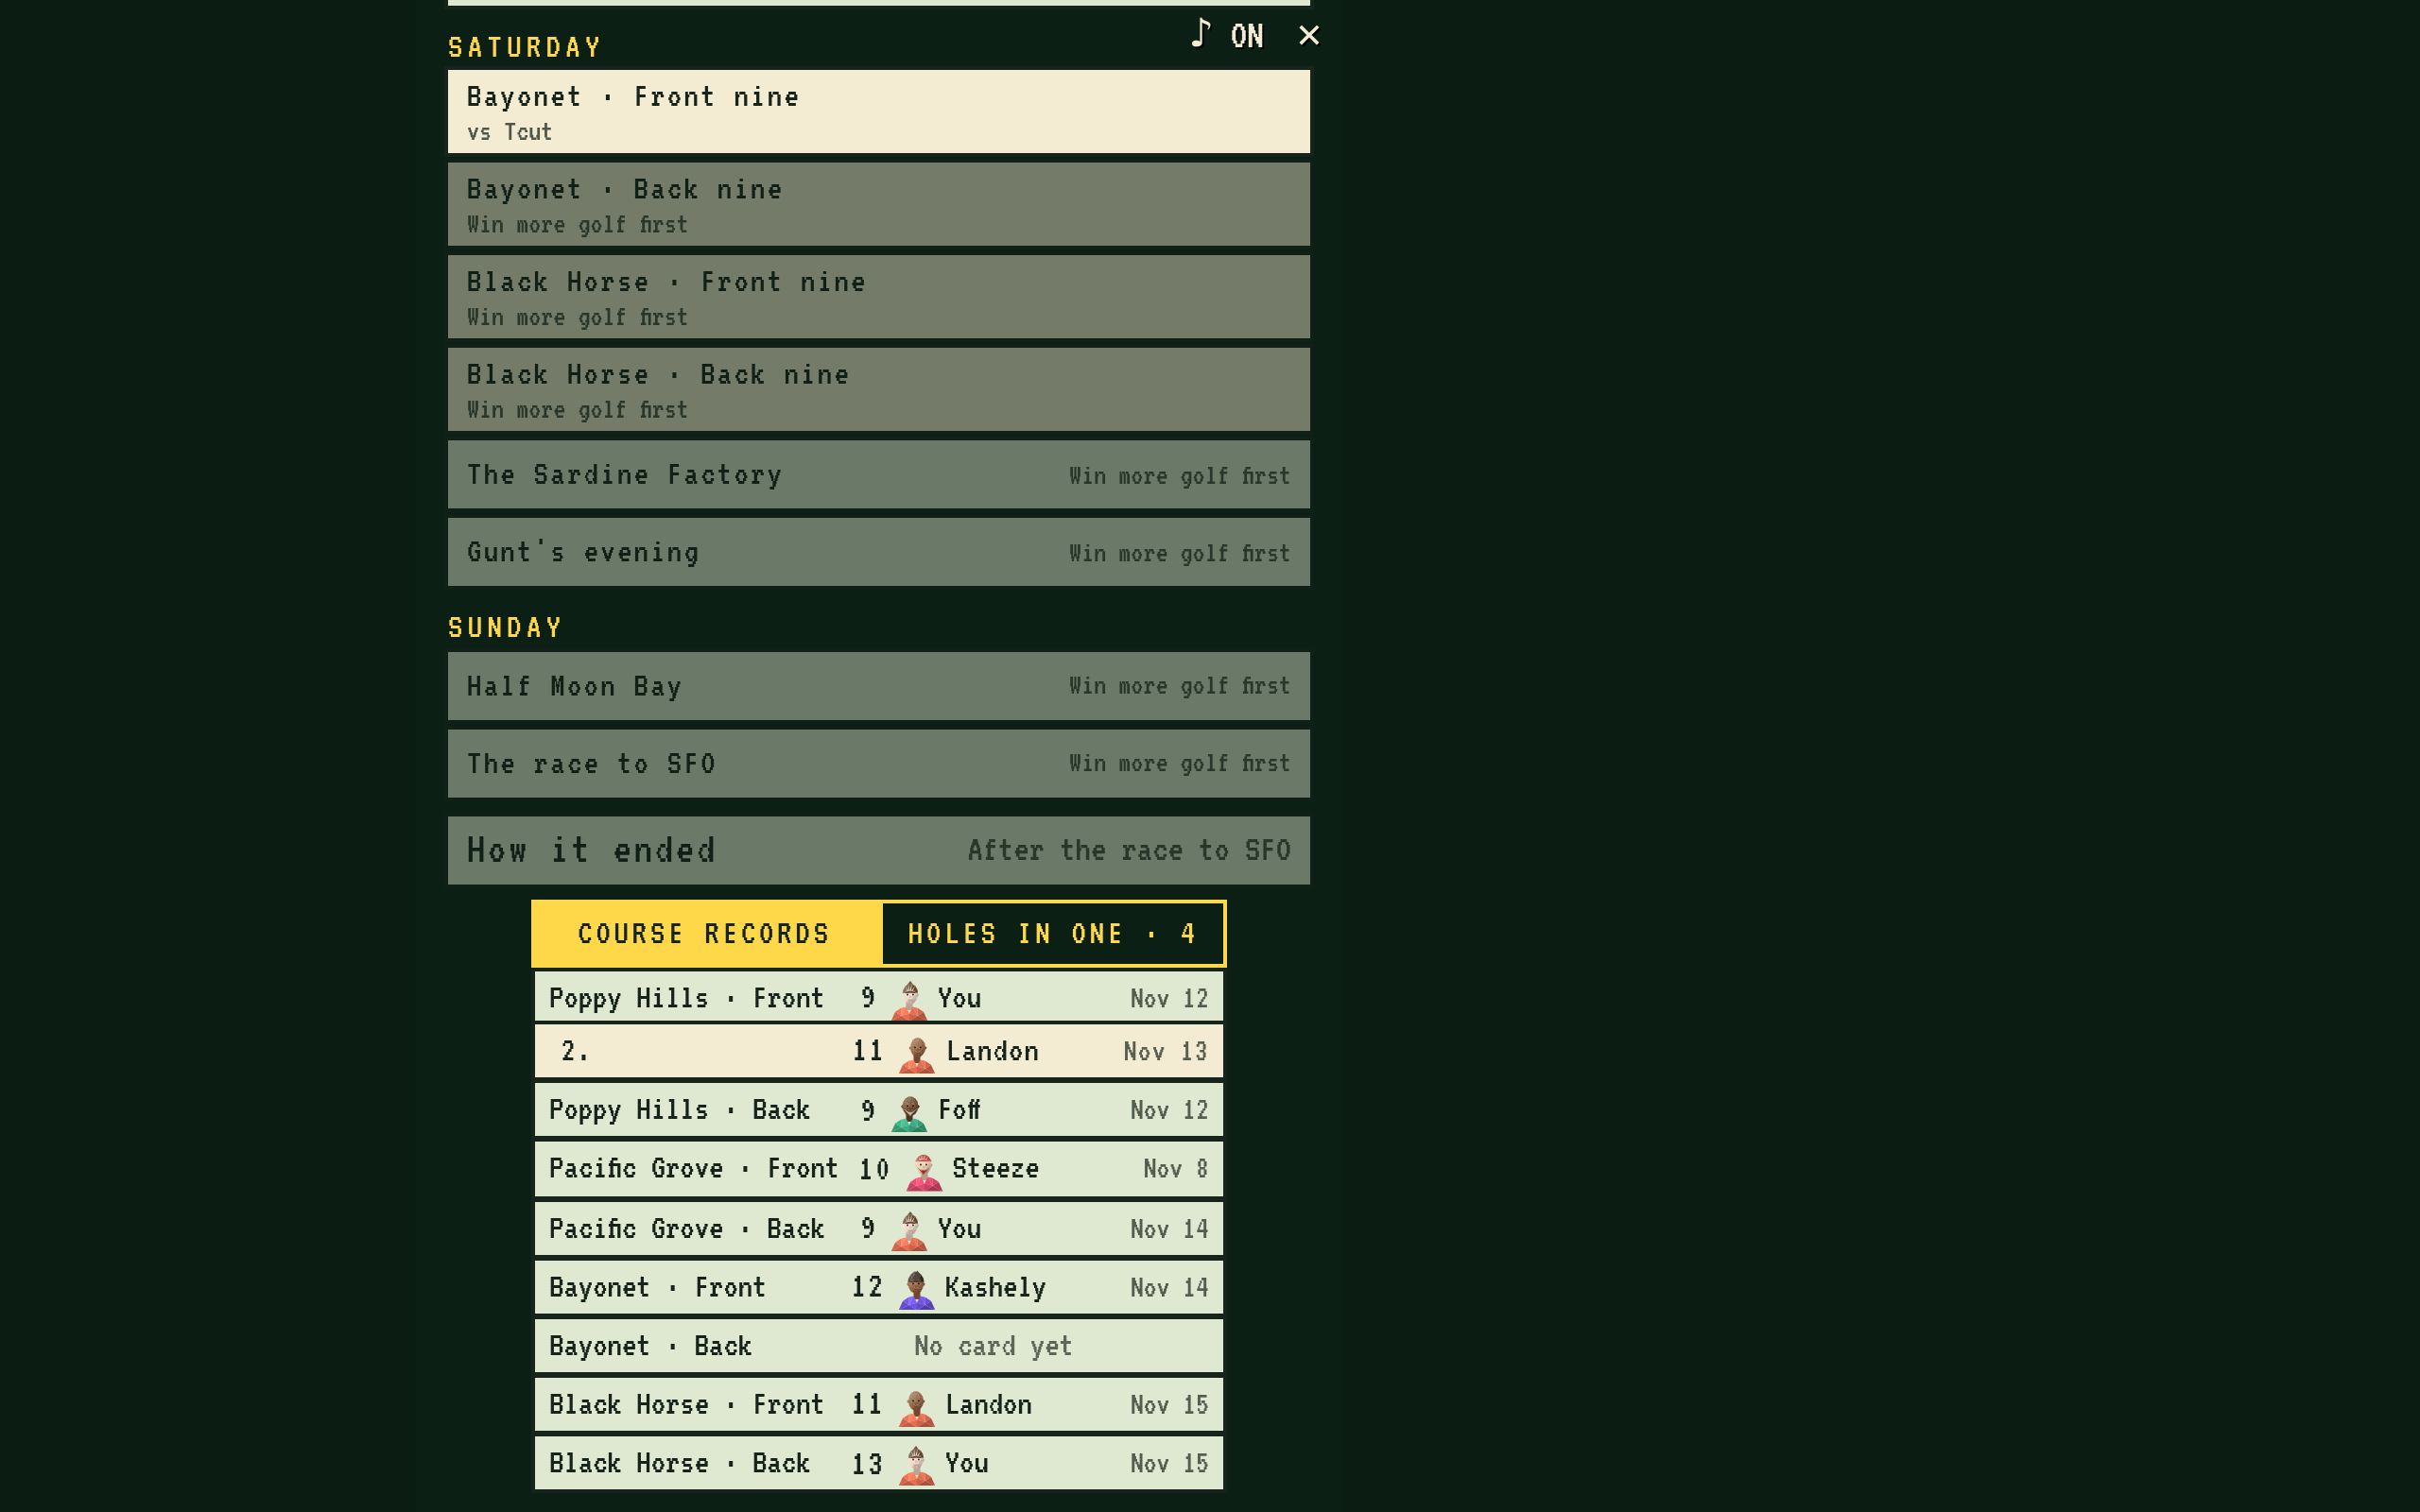 ♪ ON ×
SATURDAY
Bayonet · Front nine
vs Tcut
Bayonet · Back nine
Win more golf first
Black Horse · Front nine
Win more golf first
Black Horse · Back nine
Win more golf first
The Sardine Factory Win more golf first
Gunt's evening Win more golf first
SUNDAY
Half Moon Bay Win more golf first
The race to SFO Win more golf first
How it ended After the race to SFO
COURSE RECORDS HOLES IN ONE · 4
Poppy Hills · Front 9 You Nov 12
2. 11 Landon Nov 13
Poppy Hills · Back 9 Foff Nov 12
Pacific Grove · Front 10 Steeze Nov 8
Pacific Grove · Back 9 You Nov 14
Bayonet · Front 12 Kashely Nov 14
Bayonet · Back No card yet
Black Horse · Front 11 Landon Nov 15
Black Horse · Back 13 You Nov 15